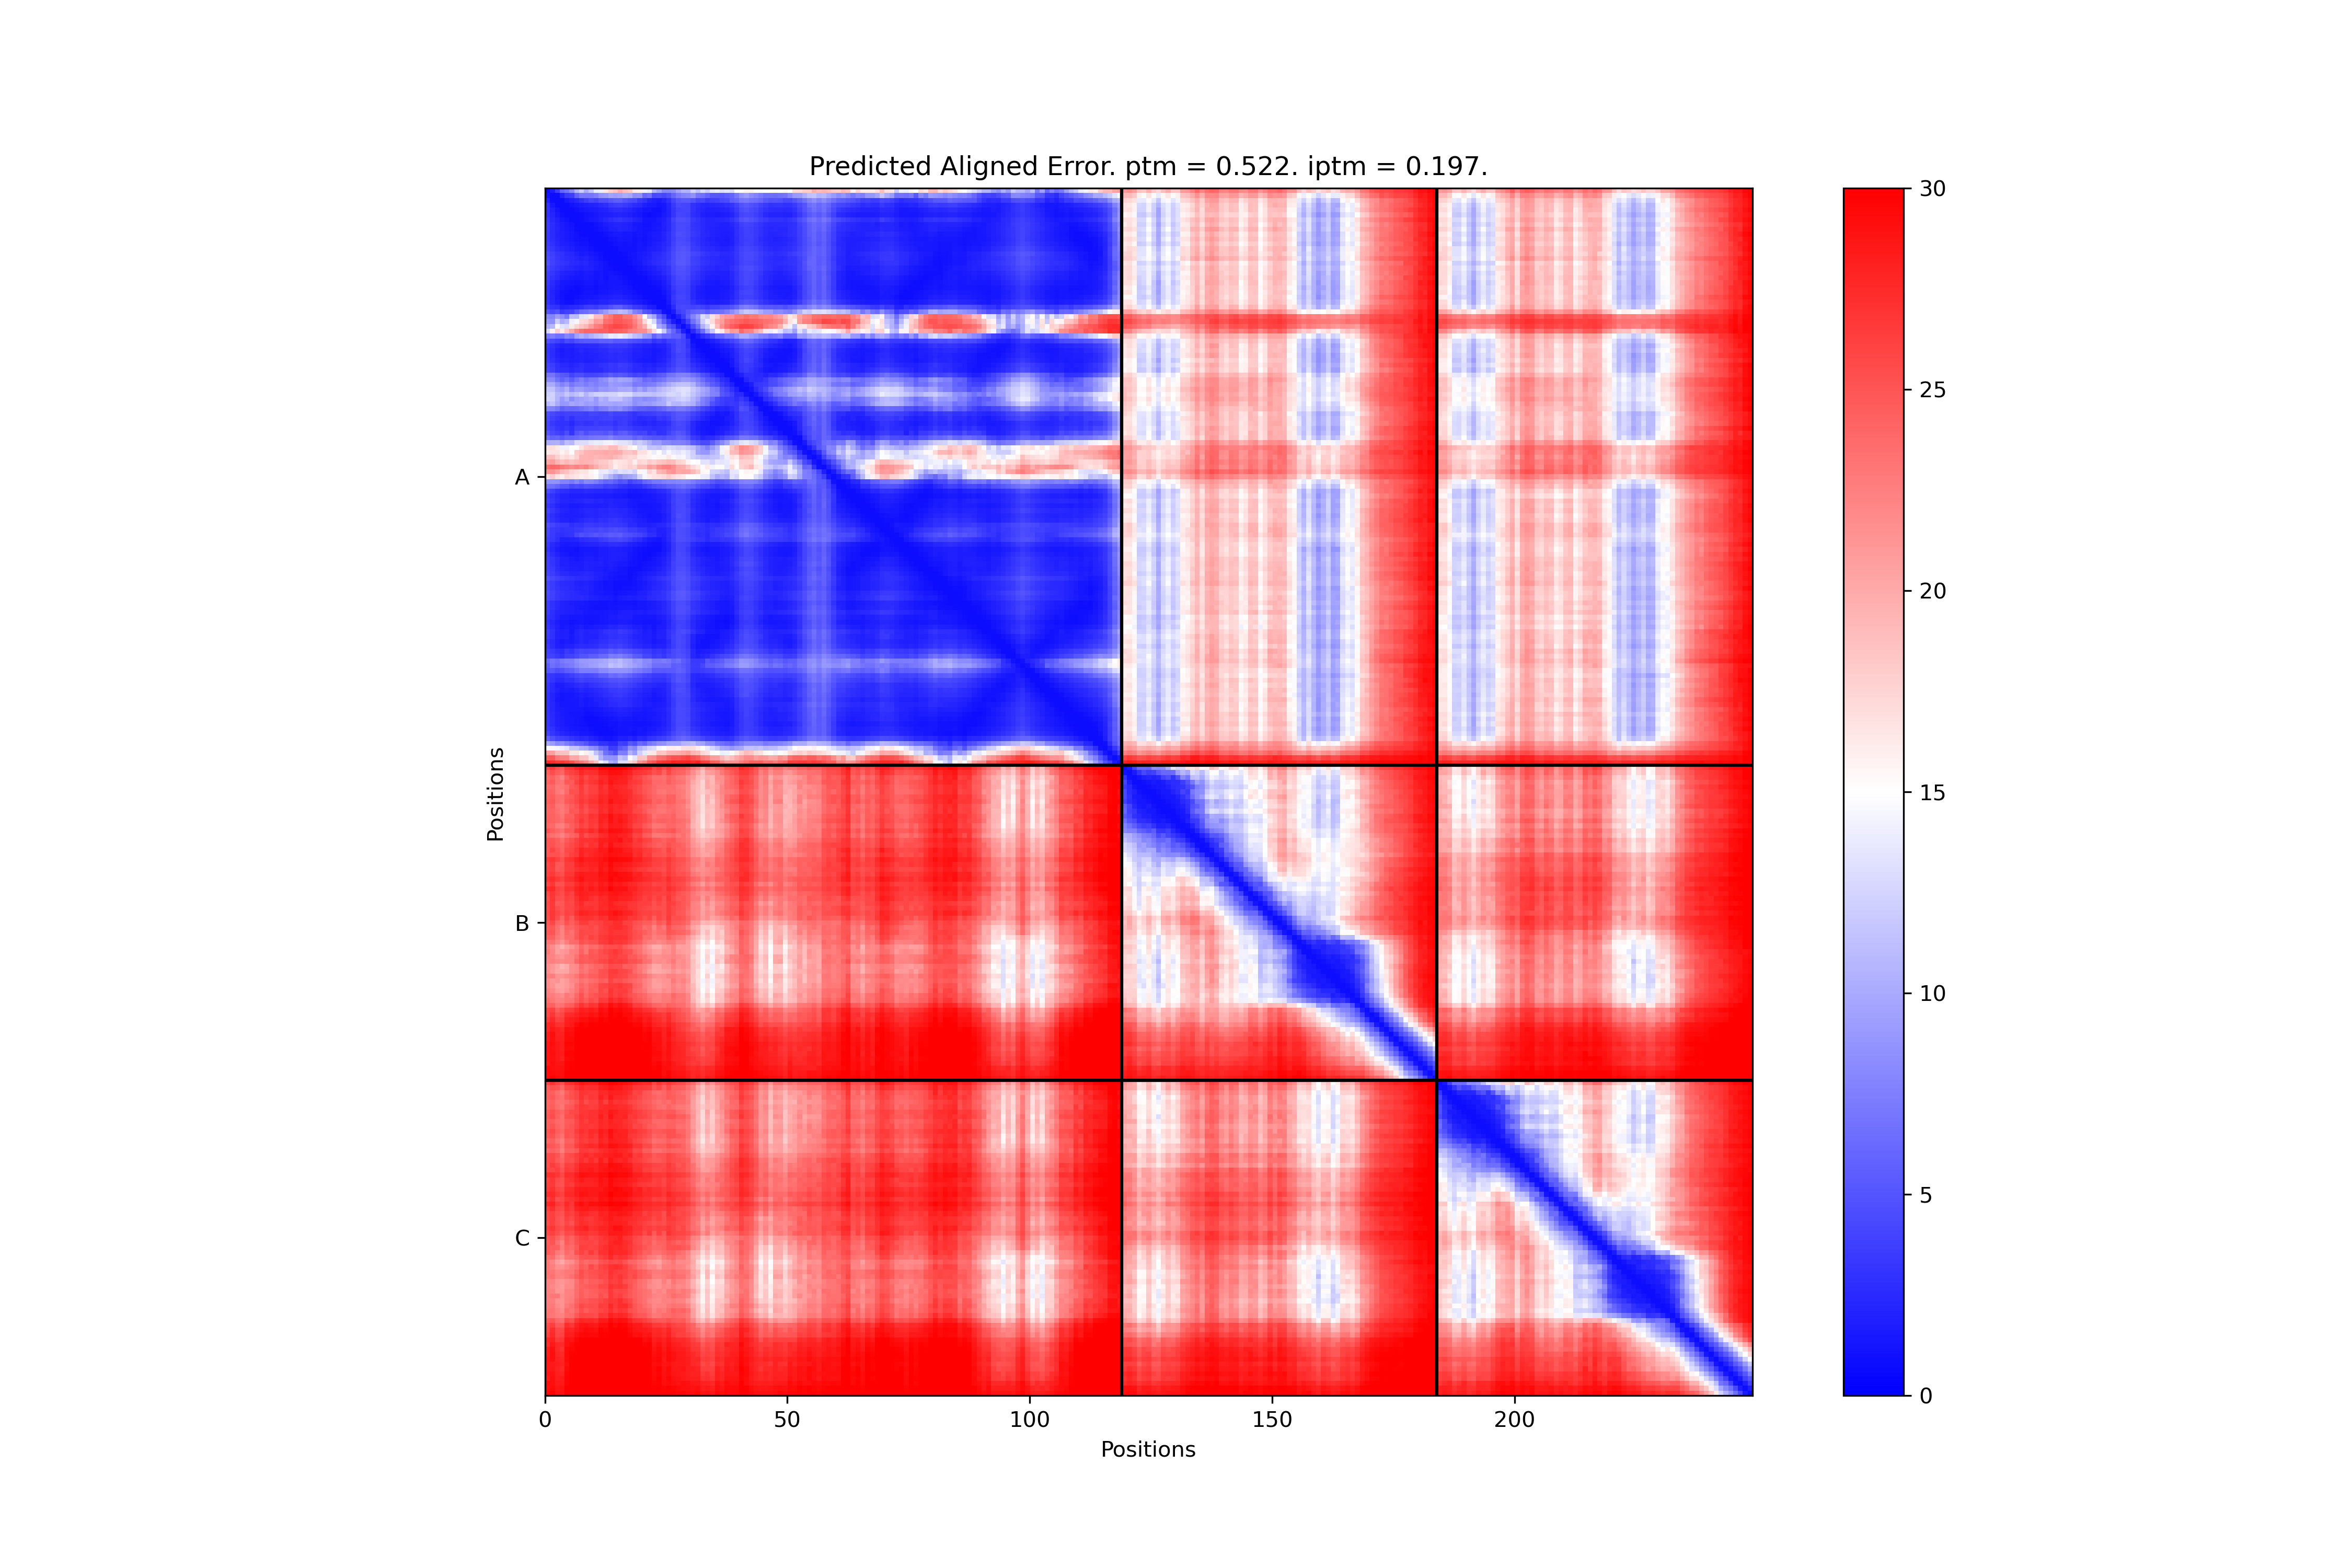 Predicted Aligned Error. ptm = 0.522. iptm = 0.197.
A
B
C
Positions
0
50
100
150
200
Positions
30
25
20
15
10
5
0